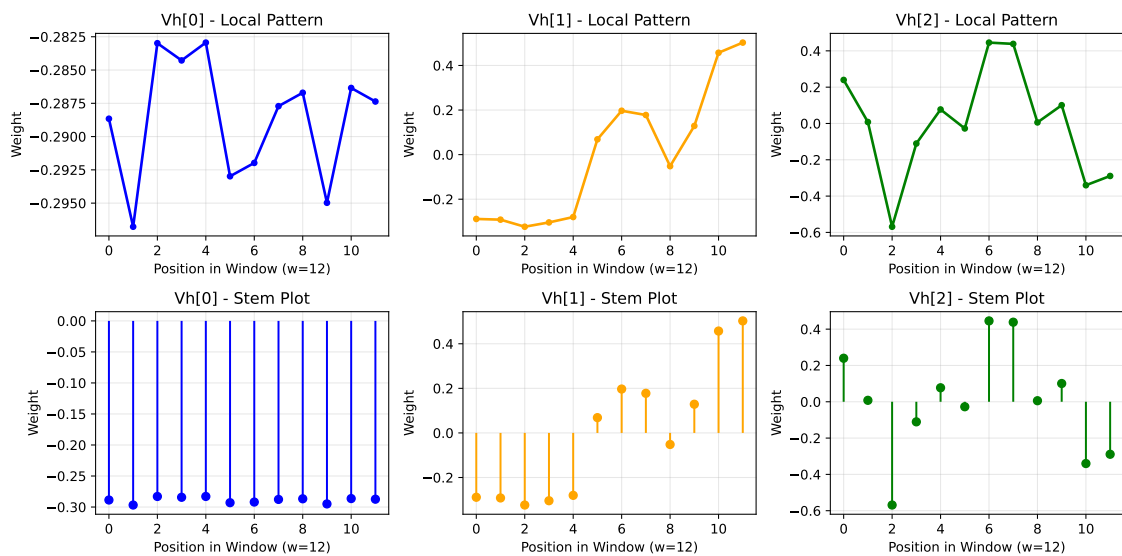 Vh[0] - Local Pattern
Weight
−0.2825
−0.2850
−0.2875
−0.2900
−0.2925
−0.2950
0 2 4 6 8 10
Position in Window (w=12)
Vh[1] - Local Pattern
Weight
0.4
0.2
0.0
−0.2
0 2 4 6 8 10
Position in Window (w=12)
Vh[2] - Local Pattern
Weight
0.4
0.2
0.0
−0.2
−0.4
−0.6
0 2 4 6 8 10
Position in Window (w=12)
Vh[0] - Stem Plot
Weight
0.00
−0.05
−0.10
−0.15
−0.20
−0.25
−0.30
0 2 4 6 8 10
Position in Window (w=12)
Vh[1] - Stem Plot
Weight
0.4
0.2
0.0
−0.2
0 2 4 6 8 10
Position in Window (w=12)
Vh[2] - Stem Plot
Weight
0.4
0.2
0.0
−0.2
−0.4
−0.6
0 2 4 6 8 10
Position in Window (w=12)